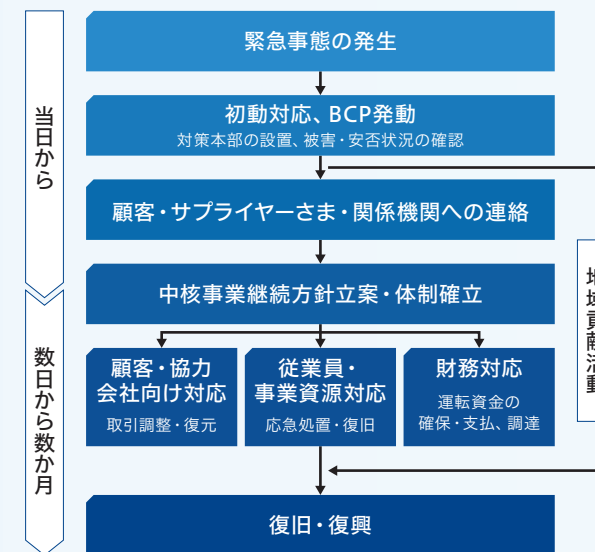 当日から
緊急事態の発生
初動対応、BCP発動
対策本部の設置、被害・安否状況の確認
顧客・サプライヤーさま・関係機関への連絡
中核事業継続方針立案・体制確立
地域貢献活動
数日から数か月
顧客・協力
会社向け対応
取引調整・復元
従業員・
事業資源対応
応急処置・復旧
財務対応
運転資金の
確保・支払、調達
復旧・復興